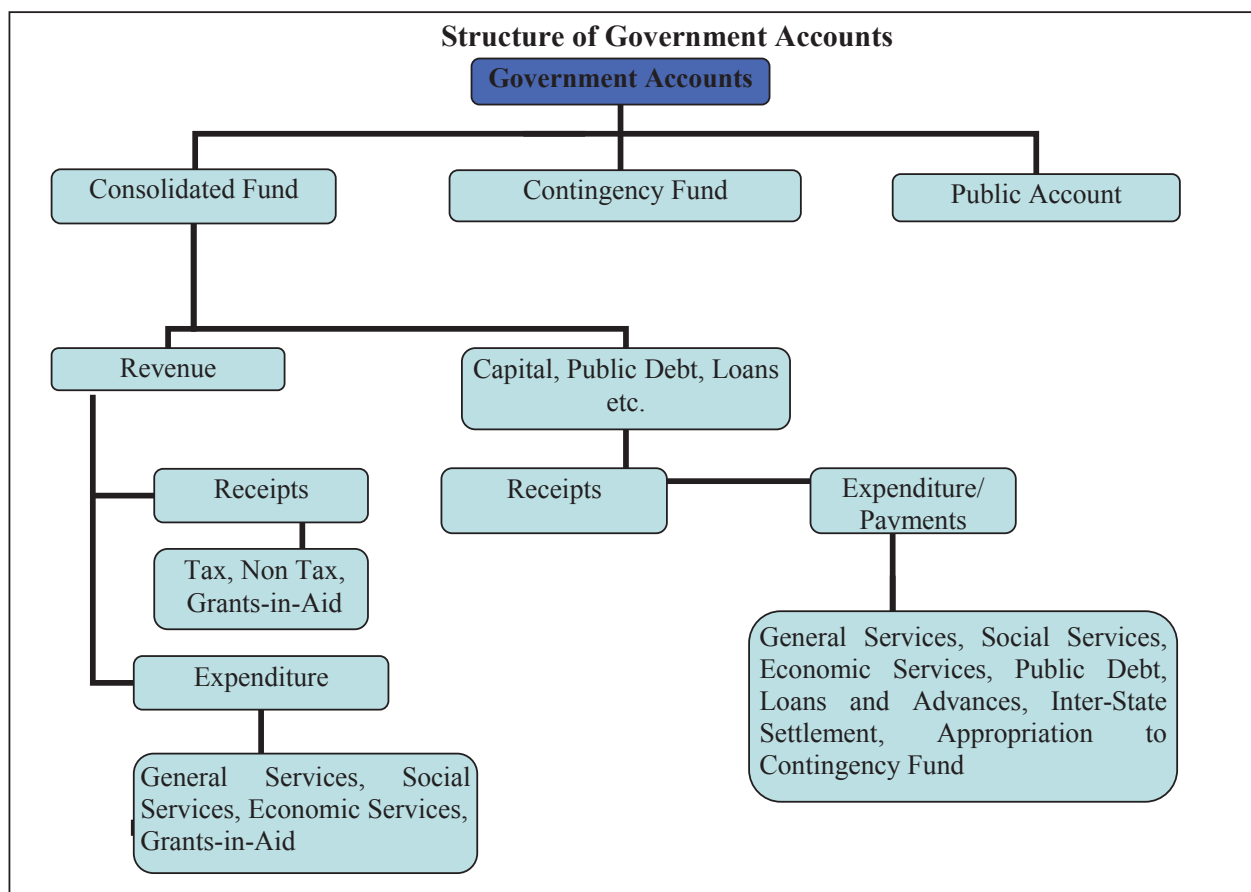 Structure of Government Accounts
Government Accounts
Consolidated Fund
Contingency Fund
Public Account
Revenue
Capital, Public Debt, Loans
etc.
Receipts
Receipts
Expenditure/
Payments
Tax, Non Tax,
Grants-in-Aid
Expenditure
General Services, Social Services,
Economic Services, Public Debt,
Loans and Advances, Inter-State
Settlement, Appropriation to
Contingency Fund
General Services, Social
Services, Economic Services,
Grants-in-Aid